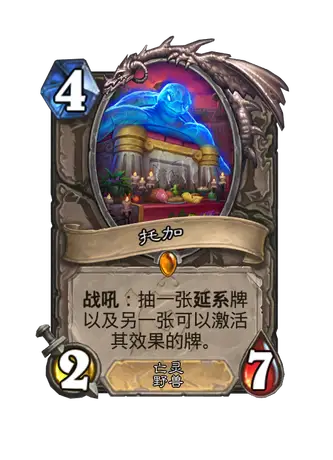 4
托加
战吼：抽一张延系牌
以及另一张可以激活
其效果的牌。
2
亡灵
野兽
7